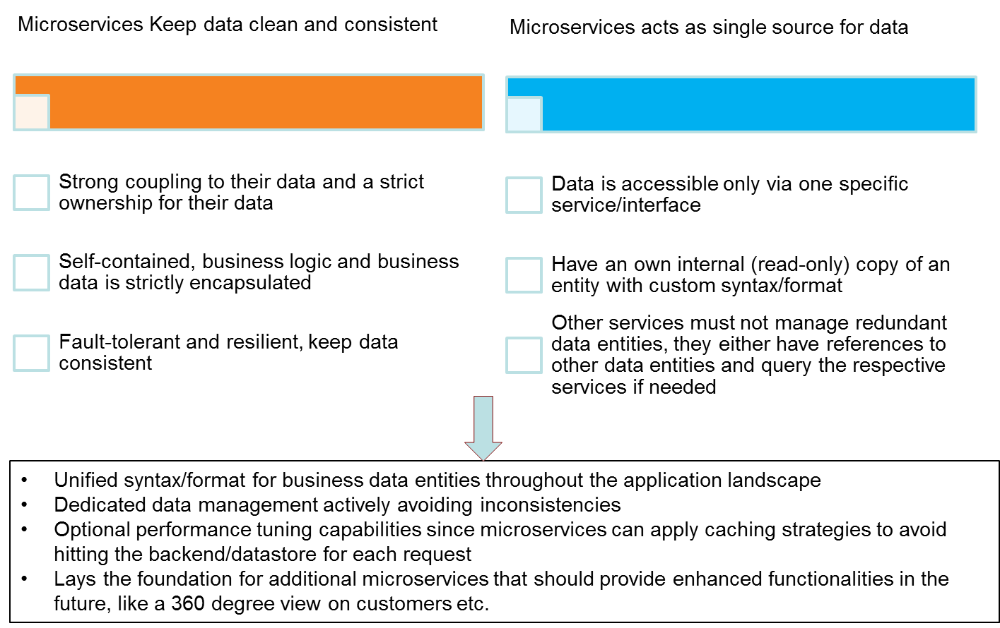 Microservices Keep data clean and consistent
Strong coupling to their data and a strict
ownership for their data
Self-contained, business logic and business
data is strictly encapsulated
Fault-tolerant and resilient, keep data
consistent
Microservices acts as single source for data
Data is accessible only via one specific
service/interface
Have an own internal (read-only) copy of an
entity with custom syntax/format
Other services must not manage redundant
data entities, they either have references to
other data entities and query the respective
services if needed
• Unified syntax/format for business data entities throughout the application landscape
• Dedicated data management actively avoiding inconsistencies
• Optional performance tuning capabilities since microservices can apply caching strategies to avoid
hitting the backend/datastore for each request
• Lays the foundation for additional microservices that should provide enhanced functionalities in the
future, like a 360 degree view on customers etc.